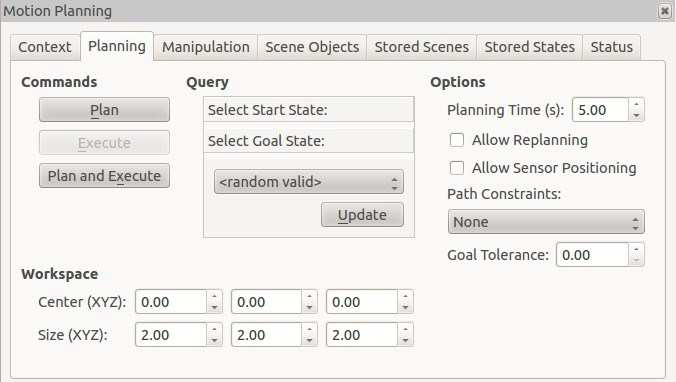 Motion Planning
Context Planning Manipulation Scene Objects Stored Scenes Stored States Status
Commands
Plan
Execute
Plan and Execute
Query
Select Start State:
Select Goal State:
<random valid>
Update
Options
Planning Time (s): 5.00
Allow Replanning
Allow Sensor Positioning
Path Constraints:
None
Goal Tolerance: 0.00
Workspace
Center (XYZ): 0.00 0.00 0.00
Size (XYZ): 2.00 2.00 2.00